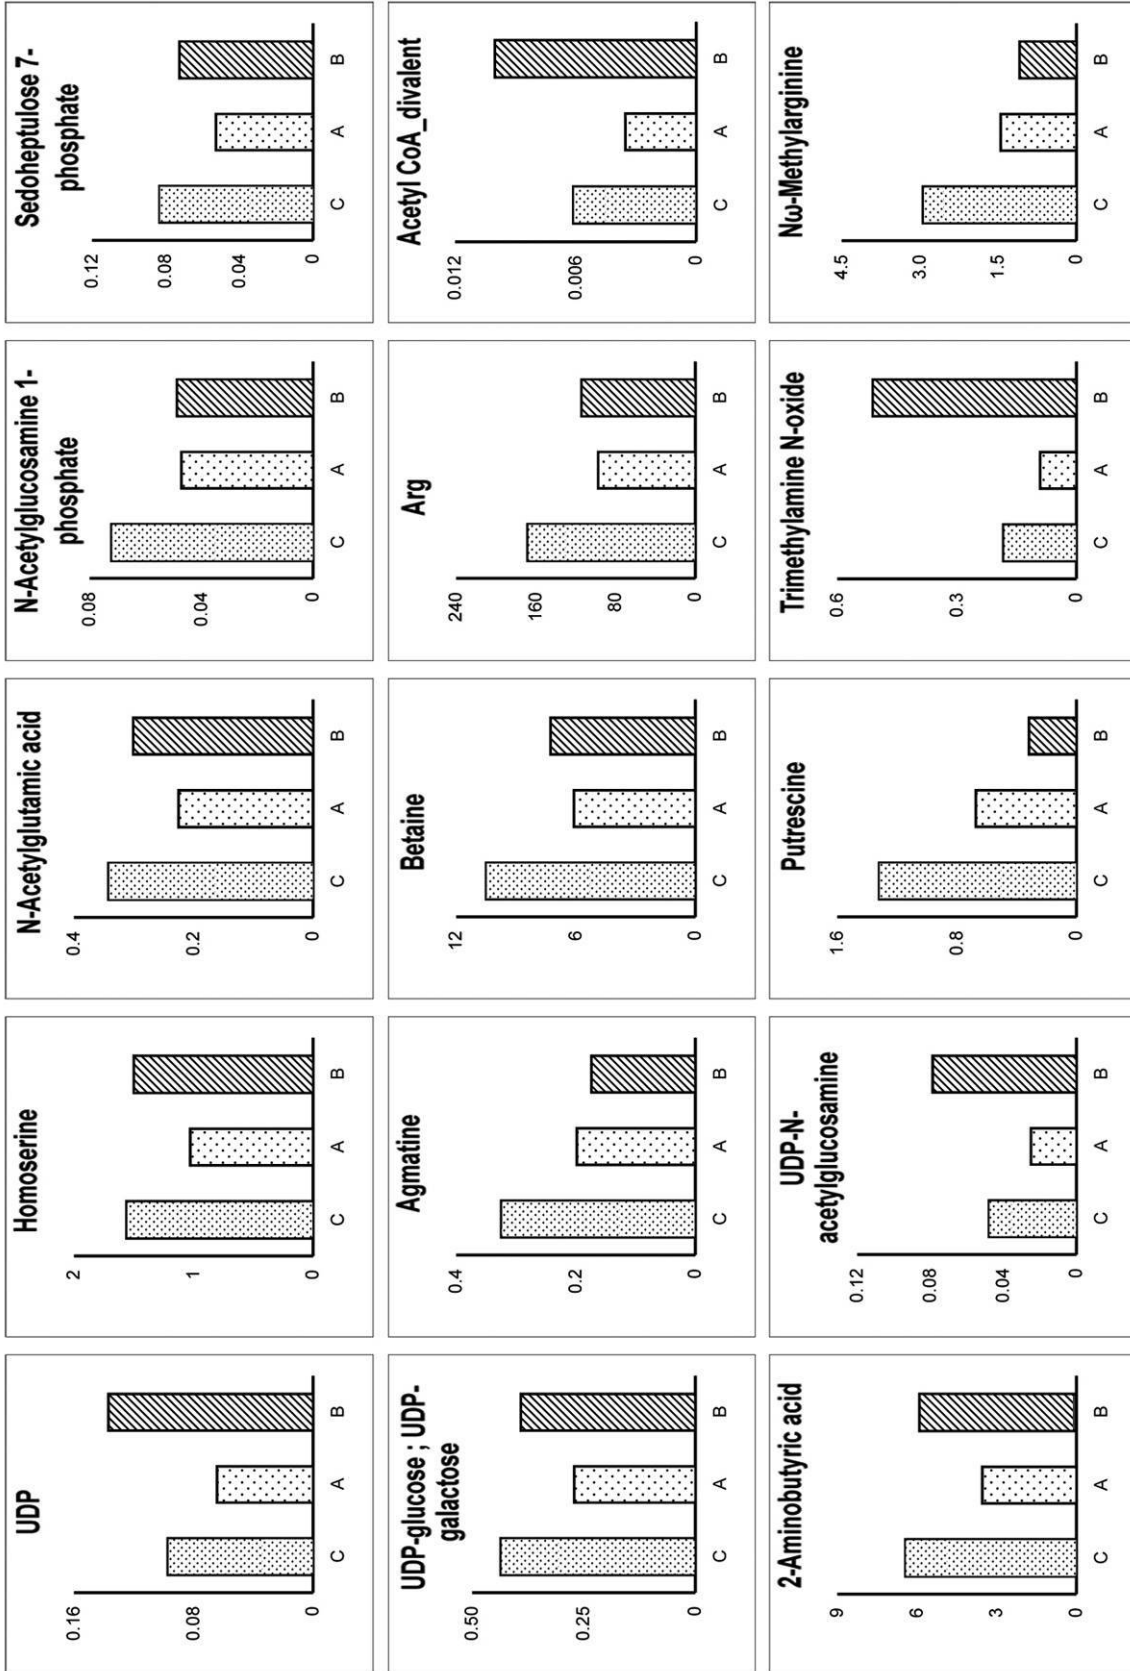 UDP
0.16
0.08
0
C A B
Homoserine
2
1
0
C A B
N-Acetylglutamic acid
0.4
0.2
0
C A B
N-Acetylglucosamine 1-
phosphate
0.08
0.04
0
C A B
Sedoheptulose 7-
phosphate
0.12
0.08
0.04
0
C A B
UDP-glucose ; UDP-
galactose
0.50
0.25
0
C A B
Agmatine
0.4
0.2
0
C A B
Betaine
12
6
0
C A B
Arg
240
160
80
0
C A B
Acetyl CoA_divalent
0.012
0.006
0
C A B
2-Aminobutyric acid
9
6
3
0
C A B
UDP-N-
acetylglucosamine
0.12
0.08
0.04
0
C A B
Putrescine
1.6
0.8
0
C A B
Trimethylamine N-oxide
0.6
0.3
0
C A B
Nω-Methylarginine
4.5
3.0
1.5
0
C A B